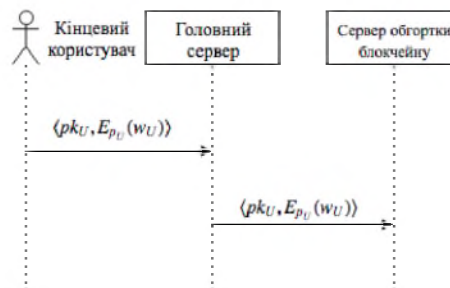 Кінцевий
користувач
Головний
сервер
Сервер обгортки
блокчейну
⟨pk_U, E_{p_U}(w_U)⟩
⟨pk_U, E_{p_U}(w_U)⟩